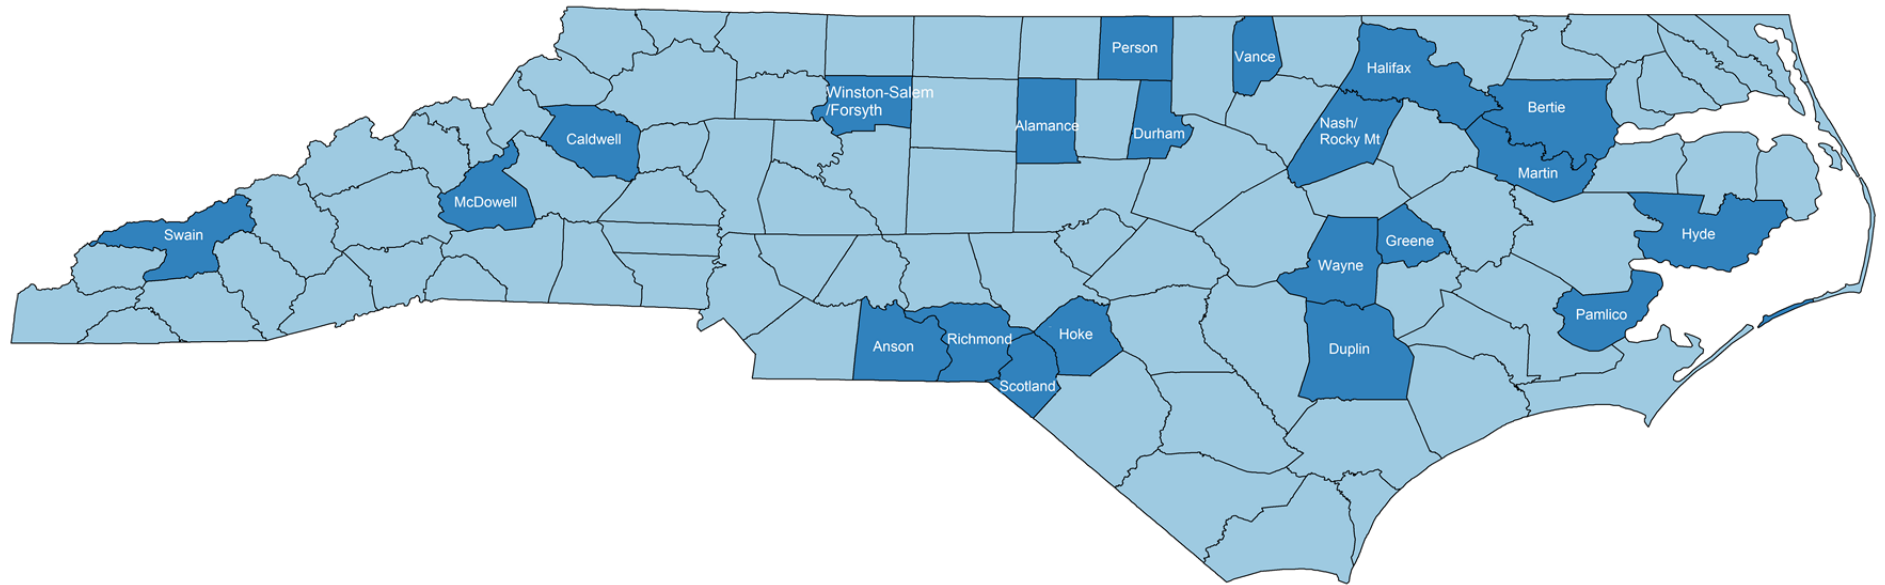 Person
Vance
Halifax
Winston-Salem
/Forsyth
Bertie
Alamance
Durham
Nash/
Rocky Mt
Caldwell
Martin
McDowell
Swain
Hyde
Greene
Wayne
Pamlico
Hoke
Richmond
Anson
Duplin
Scotland